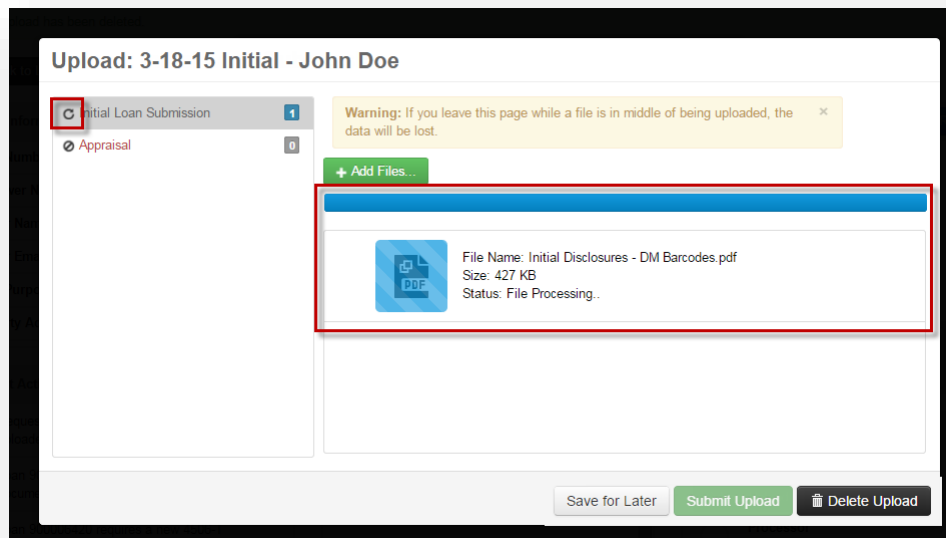 Upload: 3-18-15 Initial - John Doe
Initial Loan Submission 1
Appraisal 0
Warning: If you leave this page while a file is in middle of being uploaded, the ×
data will be lost.
+ Add Files...
PDF
File Name: Initial Disclosures - DM Barcodes.pdf
Size: 427 KB
Status: File Processing..
Save for Later
Submit Upload
Delete Upload